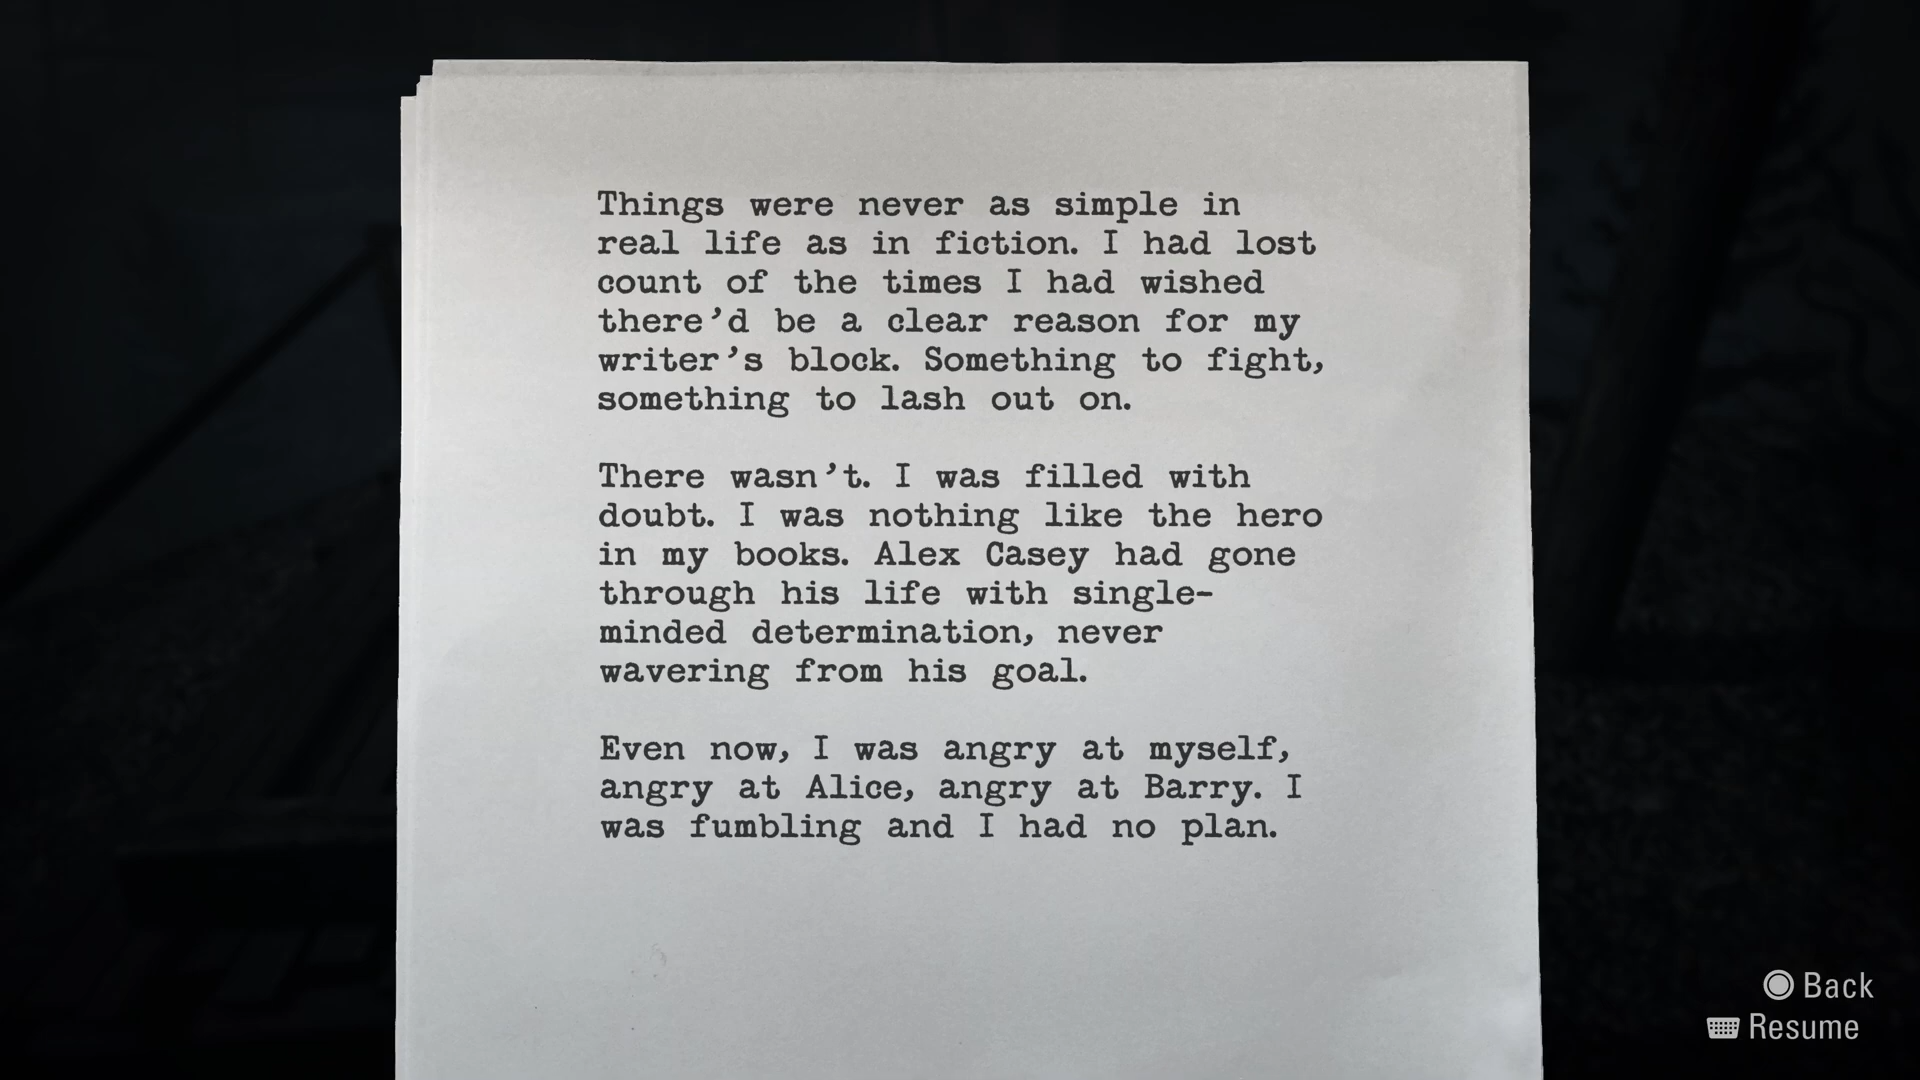 Things were never as simple in
real life as in fiction. I had lost
count of the times I had wished
there’d be a clear reason for my
writer’s block. Something to fight,
something to lash out on.
There wasn’t. I was filled with
doubt. I was nothing like the hero
in my books. Alex Casey had gone
through his life with single-
minded determination, never
wavering from his goal.
Even now, I was angry at myself,
angry at Alice, angry at Barry. I
was fumbling and I had no plan.
Back
Resume